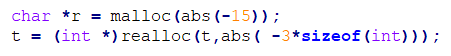 char *r = malloc(abs(-15));
t = (int *)realloc(t,abs( -3*sizeof(int)));